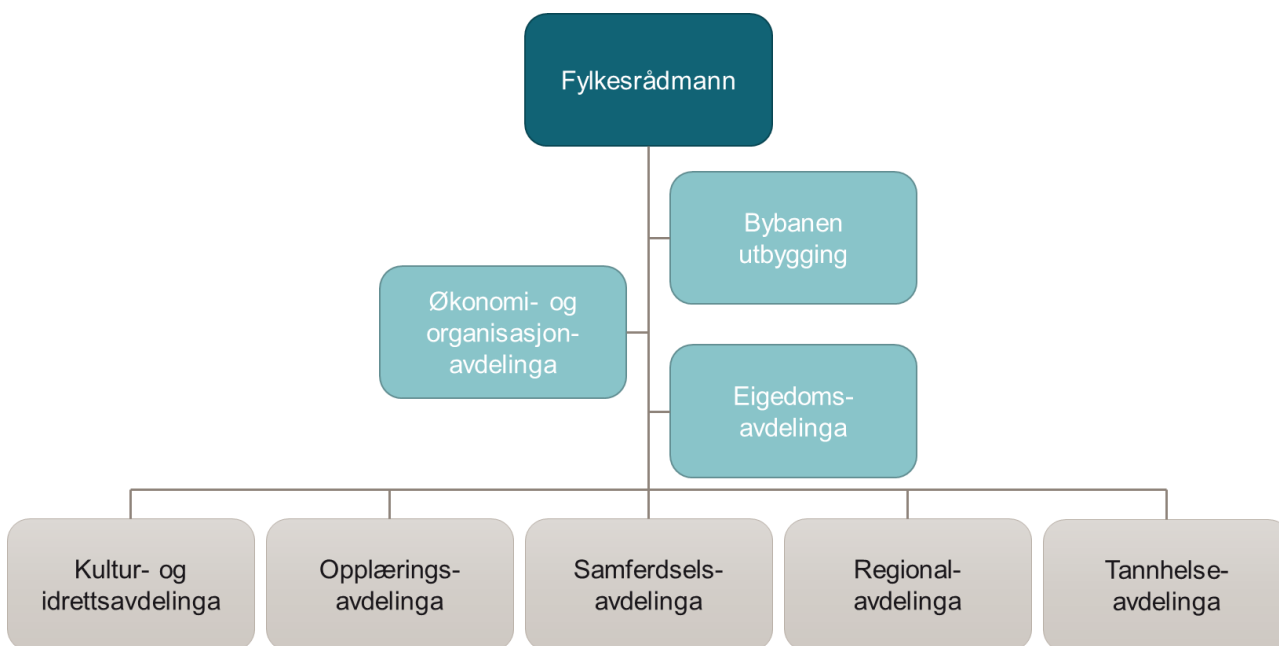 Fylkesrådmann
Bybanen
utbygging
Økonomi- og
organisasjon-
avdelinga
Eigedoms-
avdelinga
Kultur- og
idrettsavdelinga
Opplærings-
avdelinga
Samferdsels-
avdelinga
Regional-
avdelinga
Tannhelse-
avdelinga